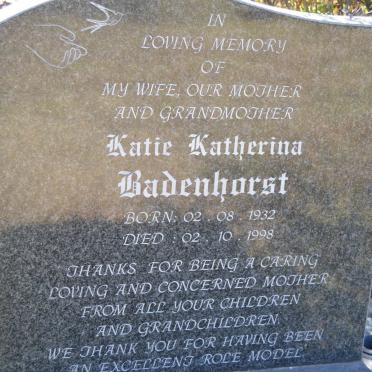 IN
LOVING MEMORY
OF
MY WIFE, OUR MOTHER
AND GRANDMOTHER
Katie Katherina
Badenhorst
BORN: 02 . 08 . 1932
DIED : 02 . 10 . 1998
THANKS FOR BEING A CARING
LOVING AND CONCERNED MOTHER
FROM ALL YOUR CHILDREN
AND GRANDCHILDREN.
WE THANK YOU FOR HAVING BEEN
AN EXCELLENT ROLE MODEL.